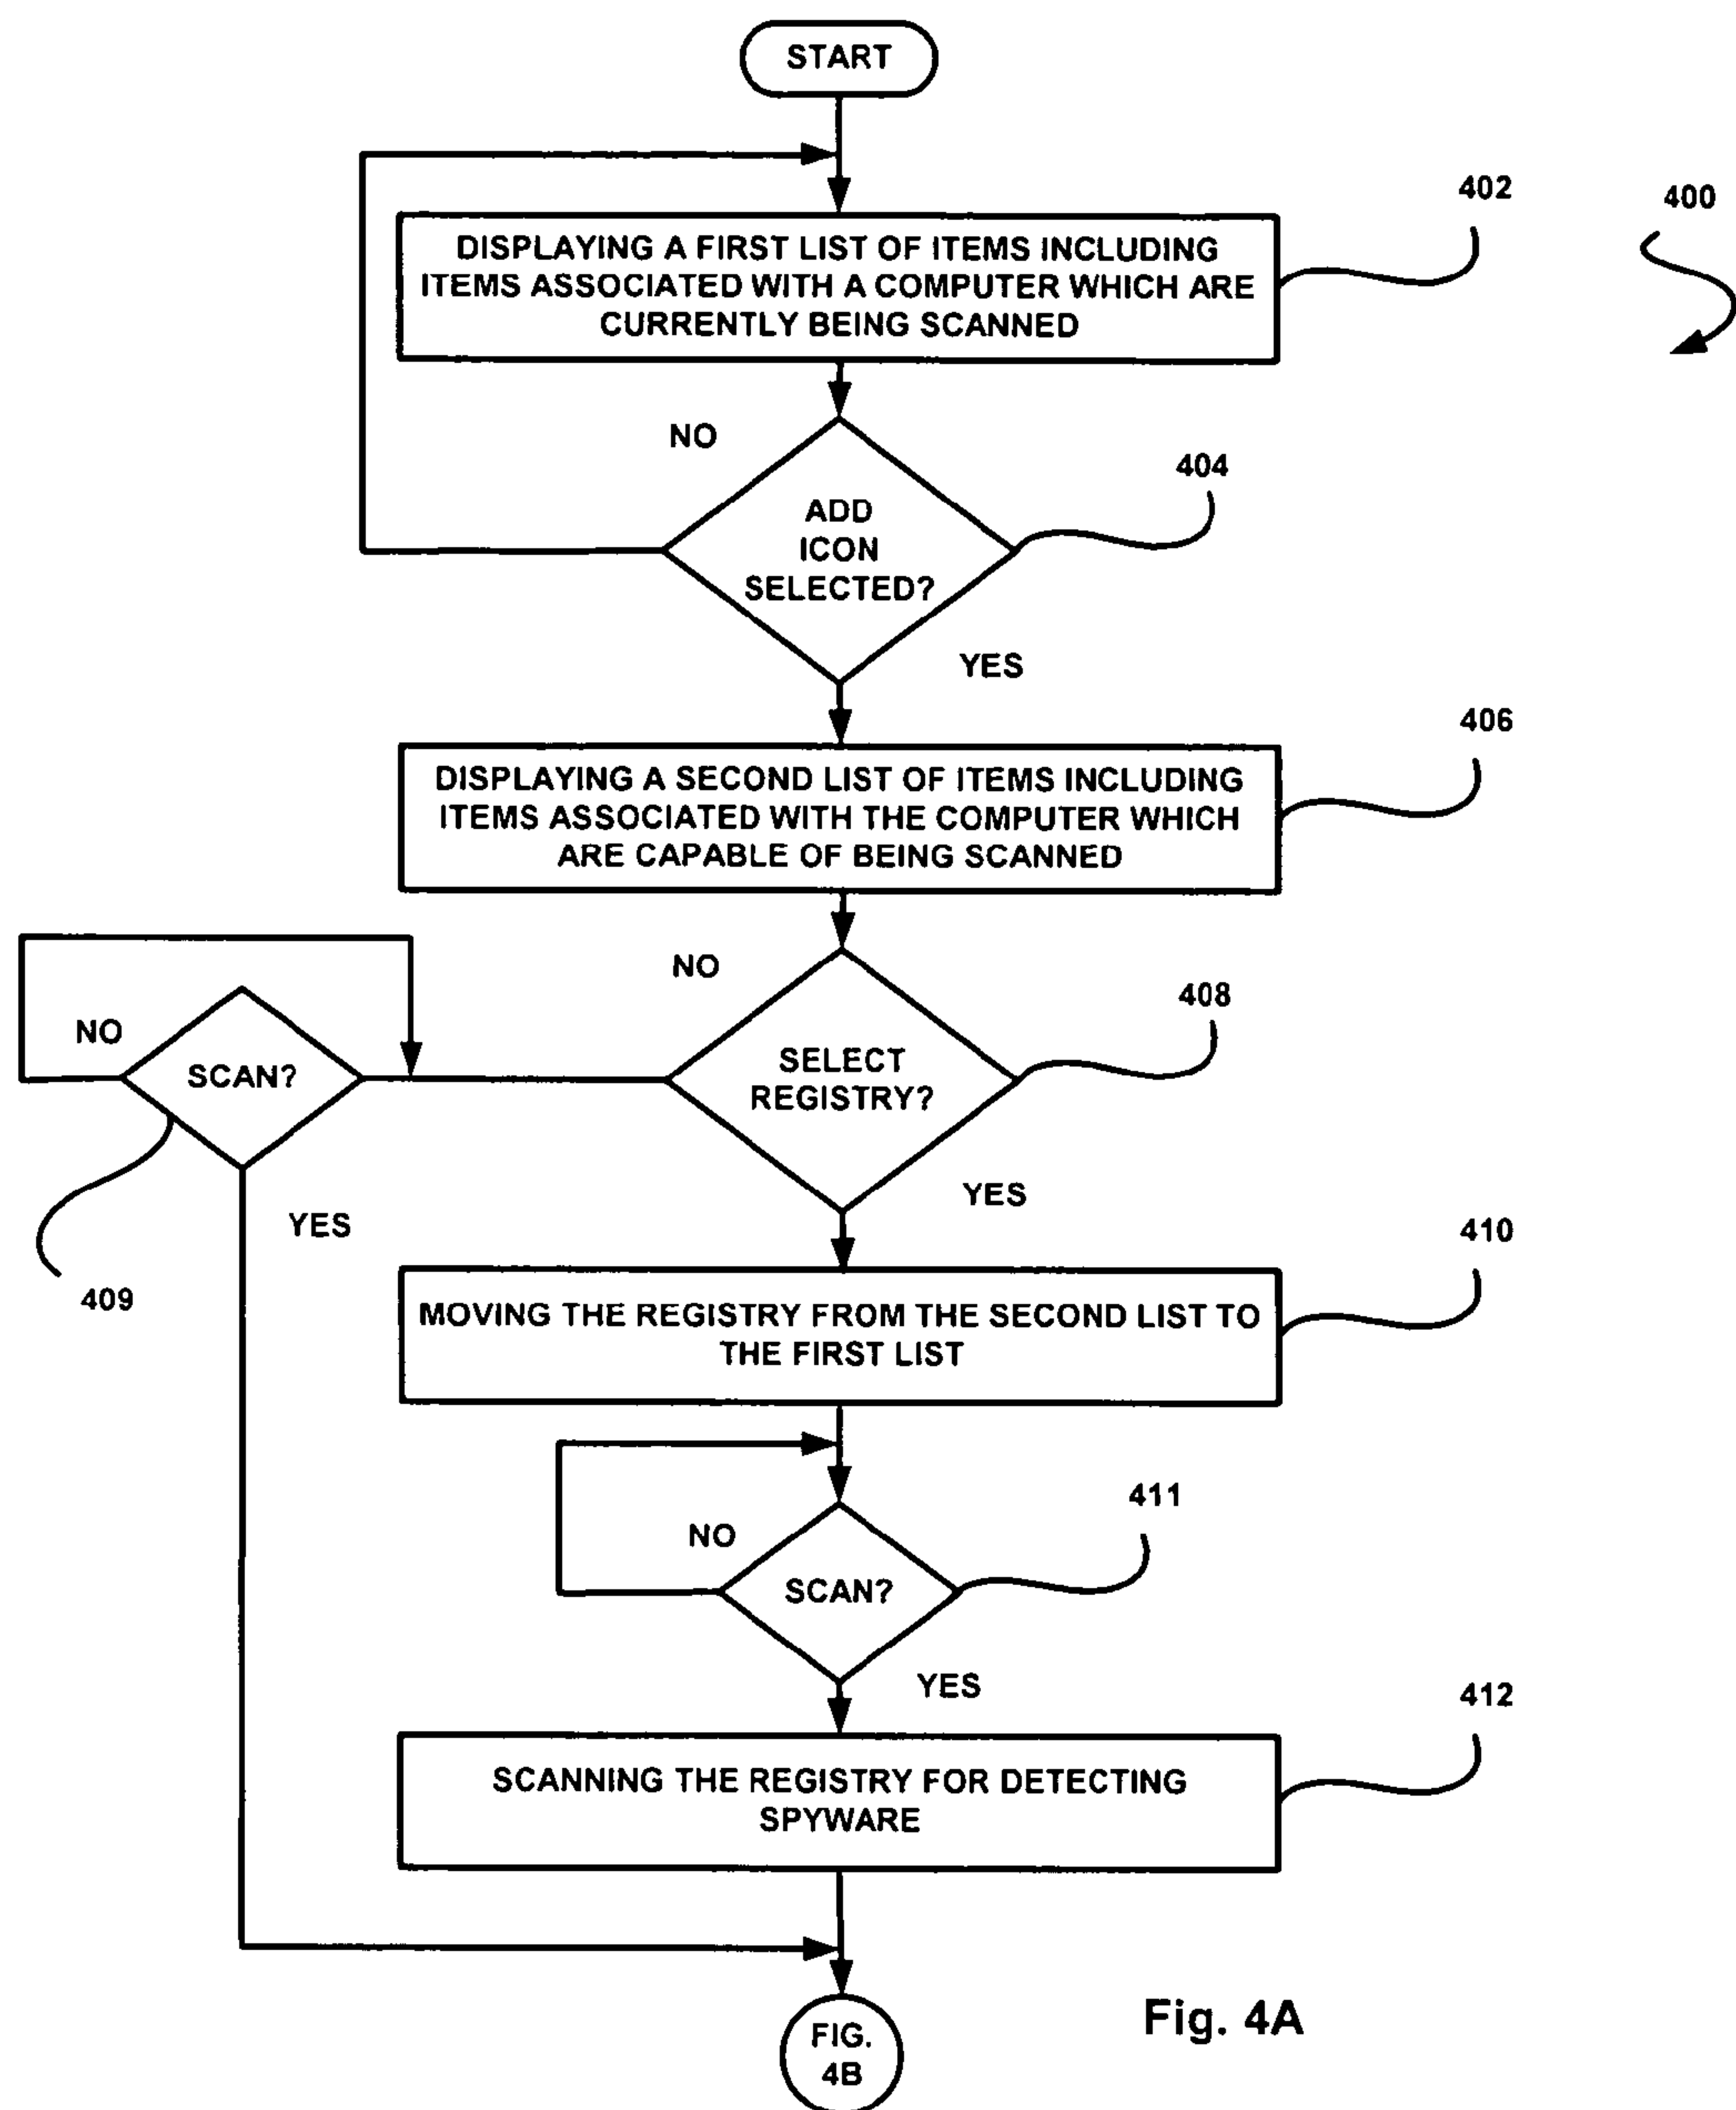 START
402
400
DISPLAYING A FIRST LIST OF ITEMS INCLUDING
ITEMS ASSOCIATED WITH A COMPUTER WHICH ARE
CURRENTLY BEING SCANNED
NO
404
ADD
ICON
SELECTED?
YES
406
DISPLAYING A SECOND LIST OF ITEMS INCLUDING
ITEMS ASSOCIATED WITH THE COMPUTER WHICH
ARE CAPABLE OF BEING SCANNED
NO
408
NO
SCAN?
SELECT
REGISTRY?
YES
YES
409
410
MOVING THE REGISTRY FROM THE SECOND LIST TO
THE FIRST LIST
411
NO
SCAN?
YES
412
SCANNING THE REGISTRY FOR DETECTING
SPYWARE
Fig. 4A
FIG.
4B